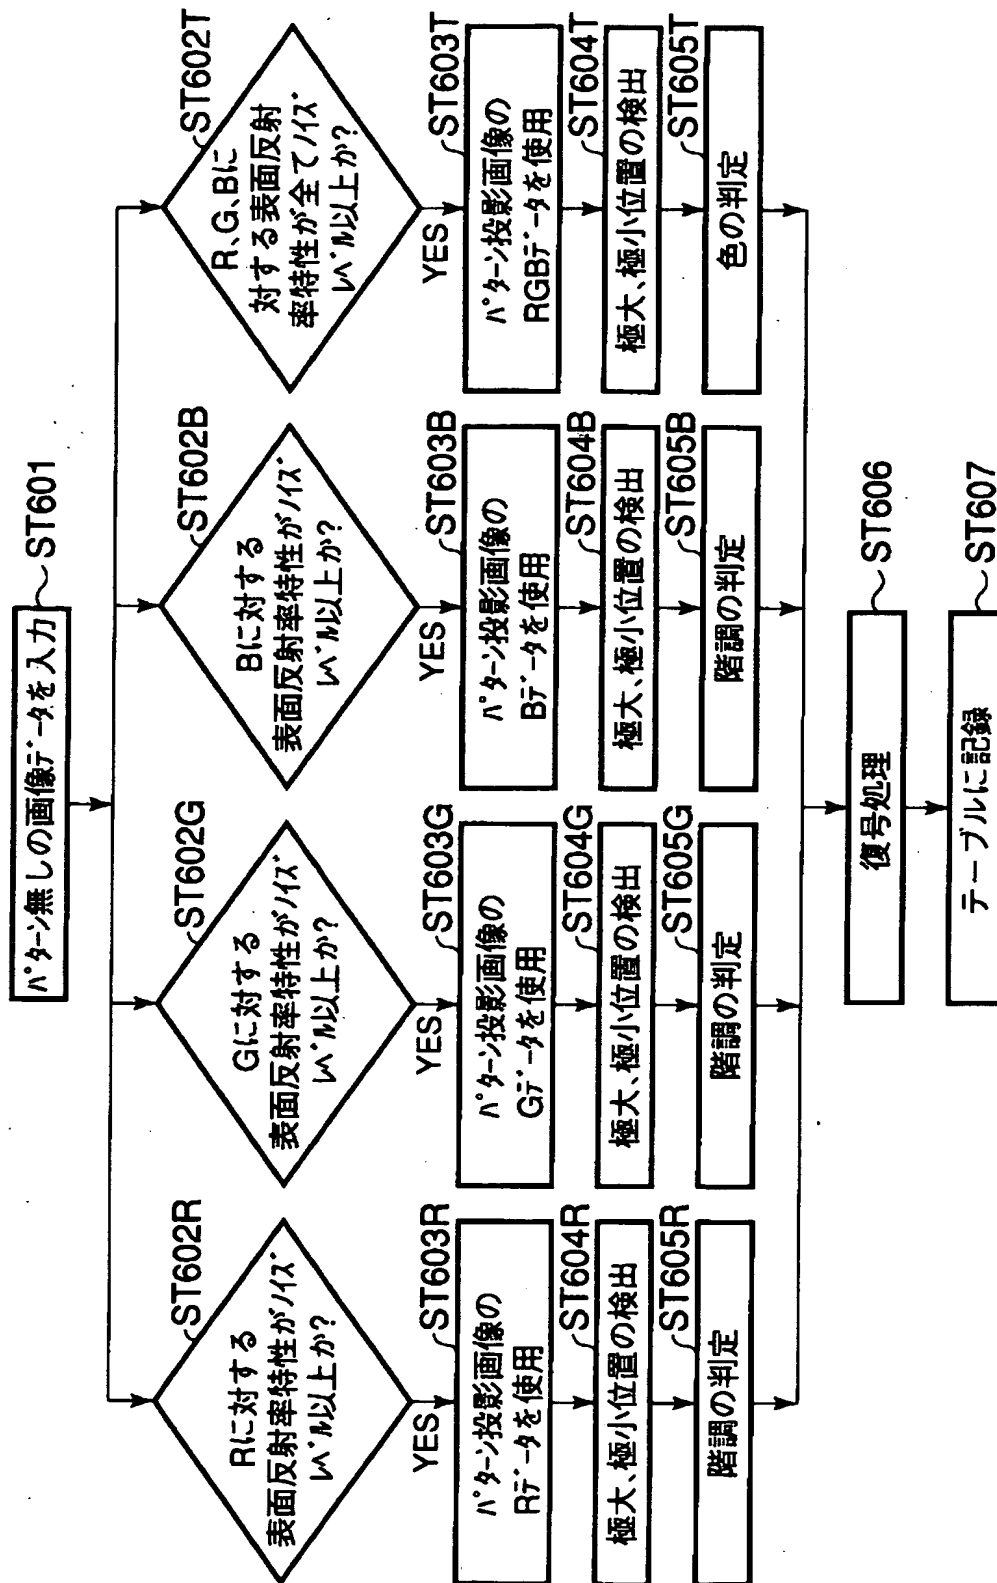 パターン無しの画像データを入力
ST601
Rに対する
表面反射率特性がノイズ
レベル以上か?
ST602R
YES
パターン投影画像の
Rデータを使用
ST603R
極大、極小位置の検出
ST604R
階調の判定
ST605R
Gに対する
表面反射率特性がノイズ
レベル以上か?
ST602G
YES
パターン投影画像の
Gデータを使用
ST603G
極大、極小位置の検出
ST604G
階調の判定
ST605G
Bに対する
表面反射率特性がノイズ
レベル以上か?
ST602B
YES
パターン投影画像の
Bデータを使用
ST603B
極大、極小位置の検出
ST604B
階調の判定
ST605B
R、G、Bに
対する表面反射
率特性が全てノイズ
レベル以上か?
ST602T
YES
パターン投影画像の
RGBデータを使用
ST603T
極大、極小位置の検出
ST604T
色の判定
ST605T
復号処理
ST606
テーブルに記録
ST607